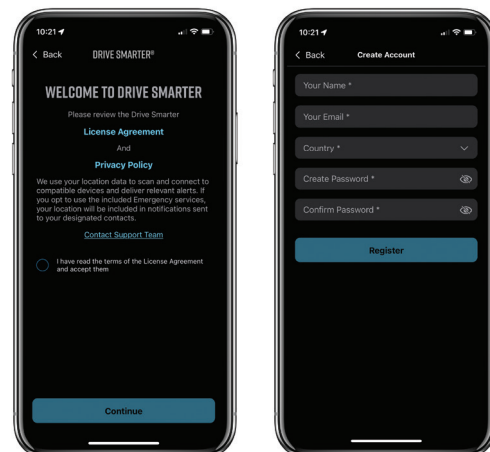 10:21
Back
DRIVE SMARTER®
WELCOME TO DRIVE SMARTER
Please review the Drive Smarter
License Agreement
And
Privacy Policy
We use your location data to scan and connect to
compatible devices and deliver relevant alerts. If
you opt to use the included Emergency services,
your location will be included in notifications sent
to your designated contacts.
Contact Support Team
I have read the terms of the License Agreement
and accept them
Continue
10:21
Back
Create Account
Your Name *
Your Email *
Country *
Create Password *
Confirm Password *
Register